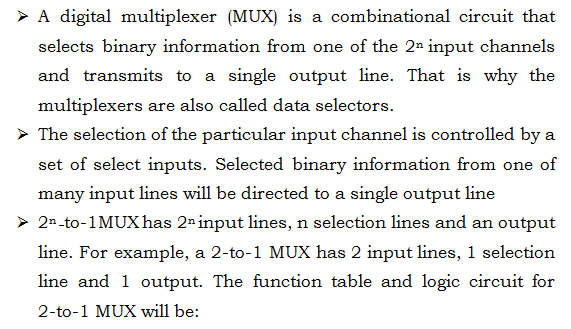 ➢ A digital multiplexer (MUX) is a combinational circuit that
selects binary information from one of the 2ⁿ input channels
and transmits to a single output line. That is why the
multiplexers are also called data selectors.
➢ The selection of the particular input channel is controlled by a
set of select inputs. Selected binary information from one of
many input lines will be directed to a single output line
➢ 2ⁿ-to-1MUX has 2ⁿ input lines, n selection lines and an output
line. For example, a 2-to-1 MUX has 2 input lines, 1 selection
line and 1 output. The function table and logic circuit for
2-to-1 MUX will be: